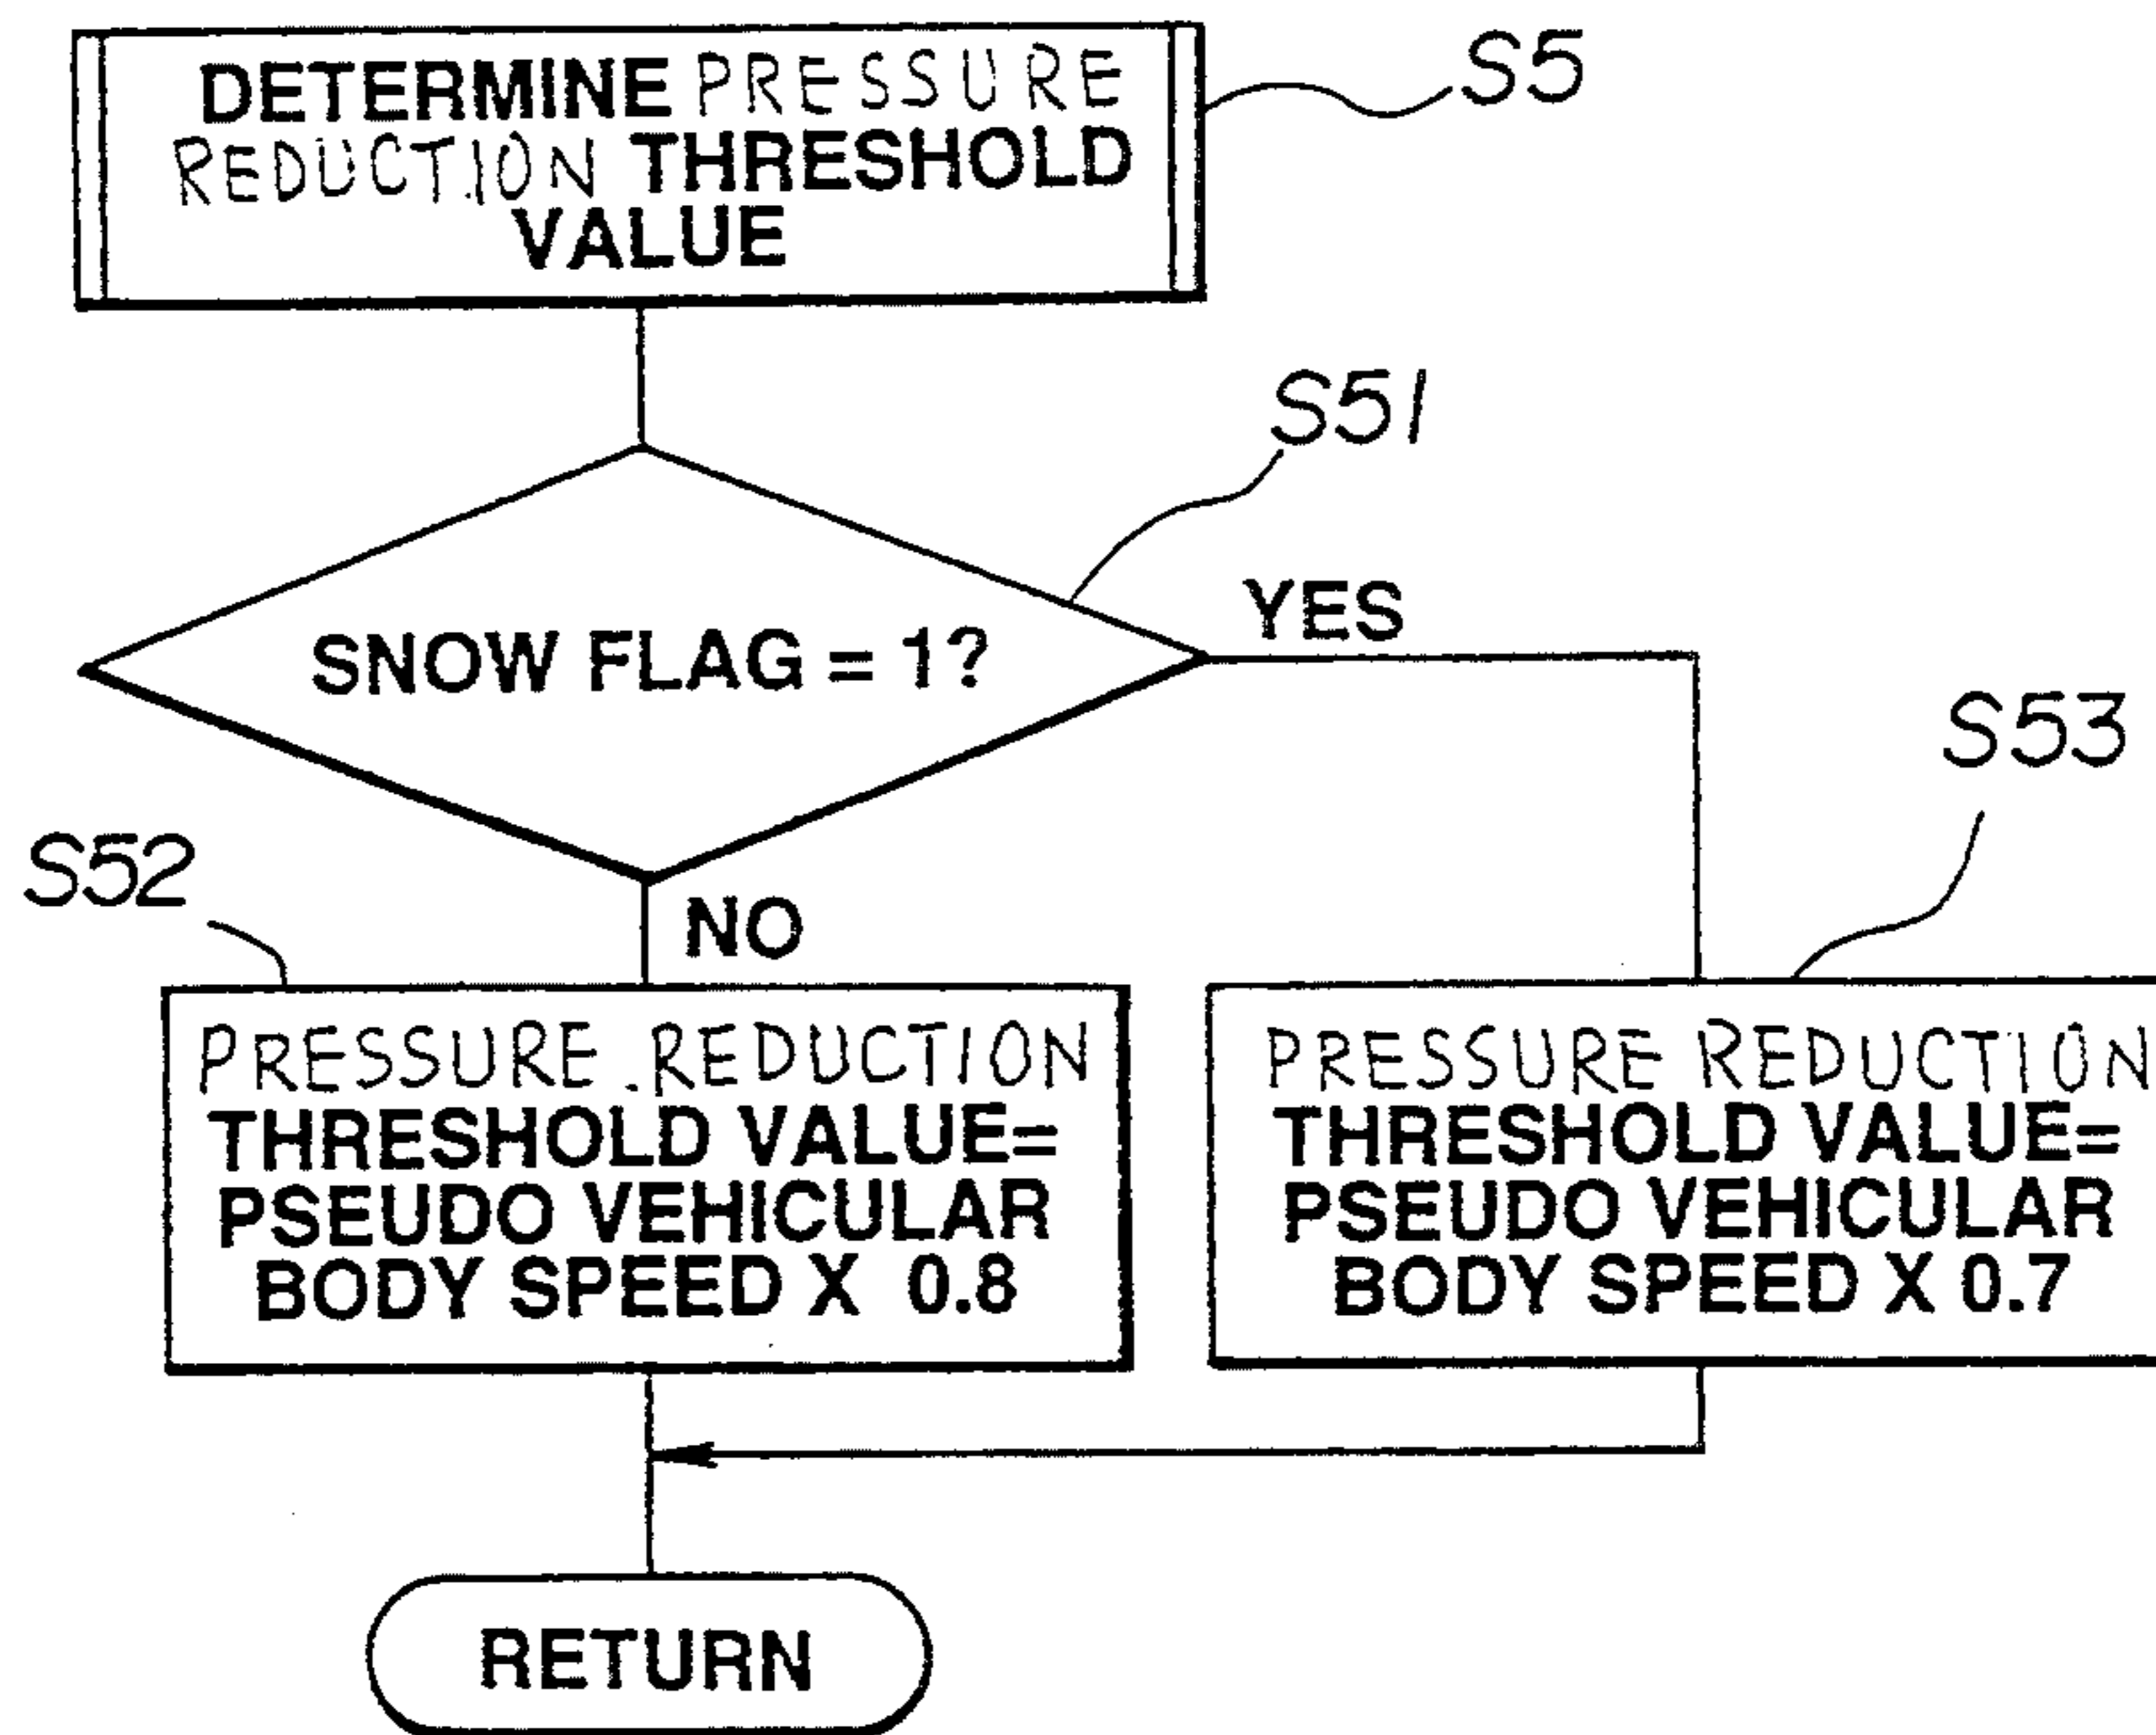 DETERMINE PRESSURE
REDUCTION THRESHOLD
VALUE
S5
S51
SNOW FLAG = 1?
YES
S53
S52
NO
PRESSURE REDUCTION
THRESHOLD VALUE=
PSEUDO VEHICULAR
BODY SPEED X 0.8
PRESSURE REDUCTION
THRESHOLD VALUE=
PSEUDO VEHICULAR
BODY SPEED X 0.7
RETURN